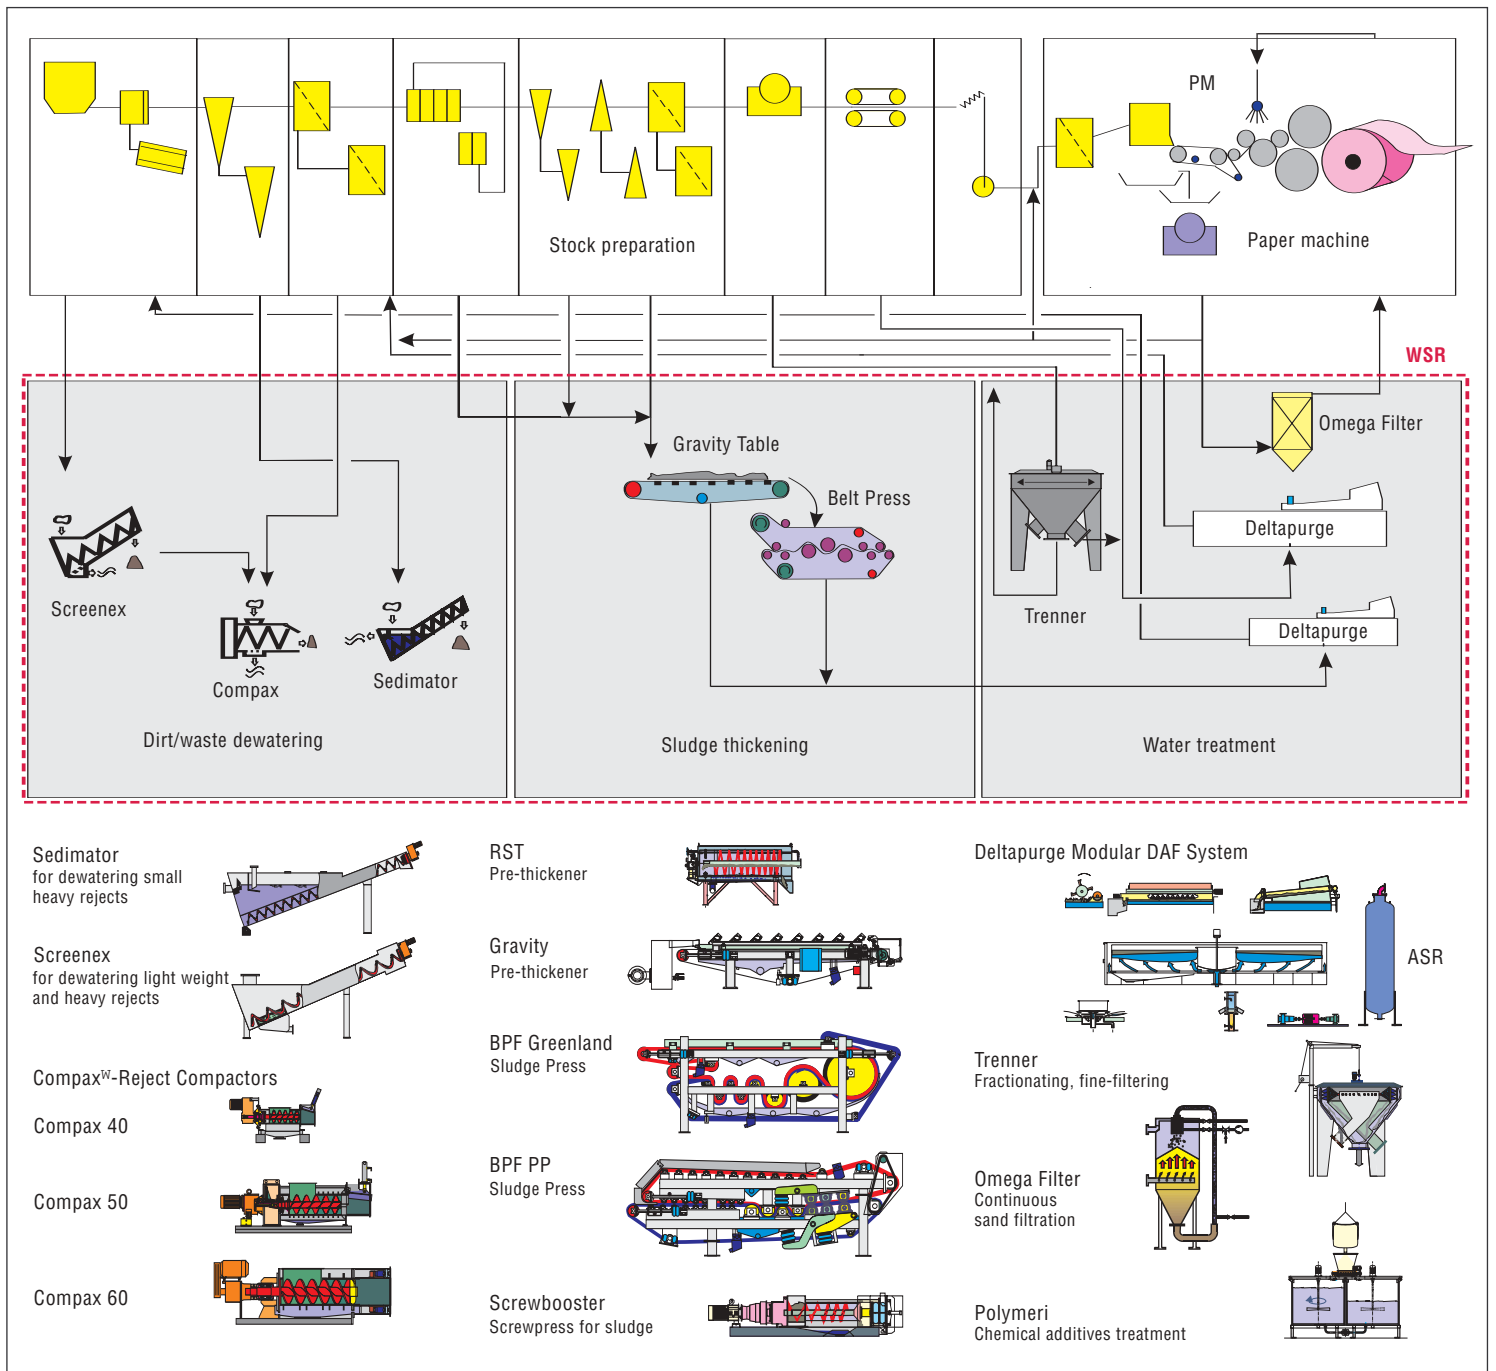 PM
Stock preparation
Paper machine
WSR
Omega Filter
Gravity Table
Belt Press
Deltapurge
Screenex
Trenner
Deltapurge
Compax
Sedimator
Dirt/waste dewatering
Sludge thickening
Water treatment
Sedimator
for dewatering small
heavy rejects
Screenex
for dewatering light weight
and heavy rejects
Compaxᵂ-Reject Compactors
Compax 40
Compax 50
Compax 60
RST
Pre-thickener
Gravity
Pre-thickener
BPF Greenland
Sludge Press
BPF PP
Sludge Press
Screwbooster
Screwpress for sludge
Deltapurge Modular DAF System
ASR
Trenner
Fractionating, fine-filtering
Omega Filter
Continuous
sand filtration
Polymeri
Chemical additives treatment